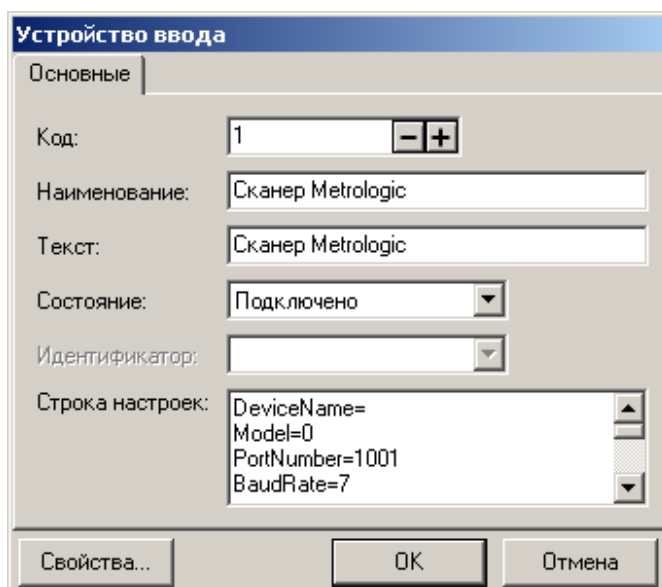 Устройство ввода
Основные
Код: 1
Наименование: Сканер Metrologic
Текст: Сканер Metrologic
Состояние: Подключено
Идентификатор:
Строка настроек: DeviceName=
Model=0
PortNumber=1001
BaudRate=7
Свойства... OK Отмена